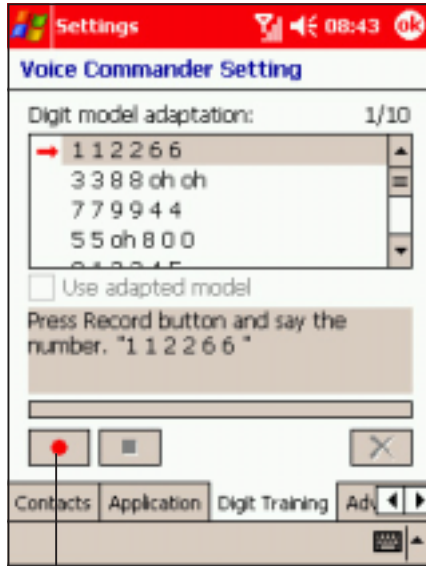 Settings 08:43 ok
Voice Commander Setting
Digit model adaptation: 1/10
1 1 2 2 6 6
3 3 8 8 oh oh
7 7 9 9 4 4
5 5 oh 8 0 0
Use adapted model
Press Record button and say the
number. "1 1 2 2 6 6 "
Contacts Application Digit Training